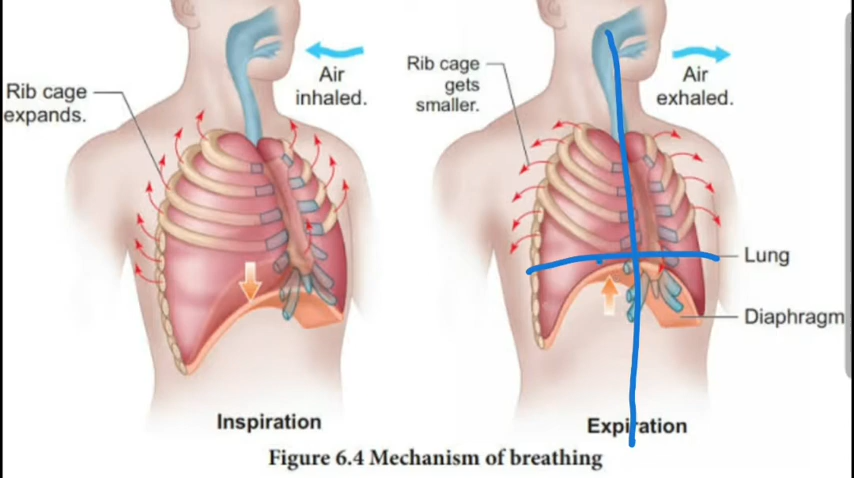 Rib cage
expands.
Air
inhaled.
Rib cage
gets
smaller.
Air
exhaled.
Lung
Diaphragm
Inspiration
Expiration
Figure 6.4 Mechanism of breathing